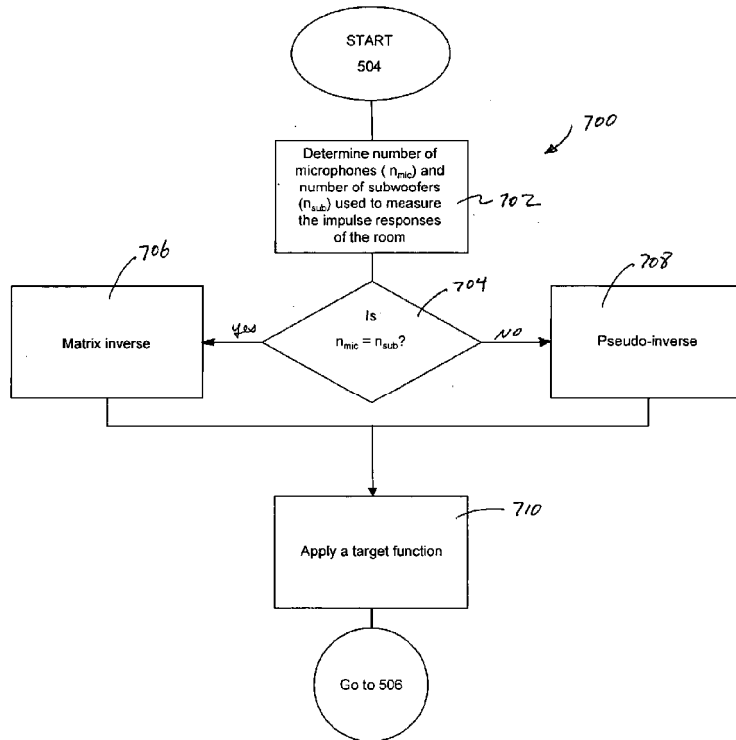 START
504
700
Determine number of
microphones ( nmic) and
number of subwoofers
(nsub) used to measure
the impulse responses
of the room
702
706
704
708
Is
nmic = nsub?
yes
NO
Matrix inverse
Pseudo-inverse
710
Apply a target function
Go to 506